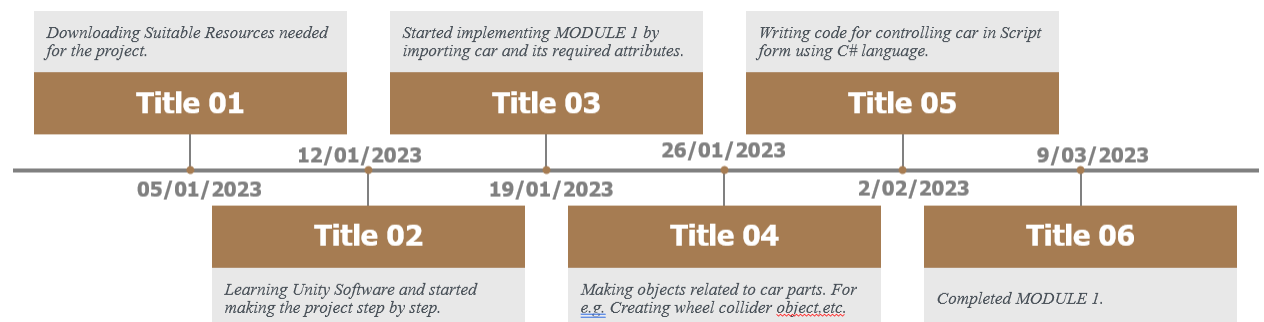 Downloading Suitable Resources needed
for the project.
Title 01
05/01/2023
12/01/2023
Title 02
Learning Unity Software and started
making the project step by step.
Started implementing MODULE 1 by
importing car and its required attributes.
Title 03
19/01/2023
26/01/2023
Title 04
Making objects related to car parts. For
e.g. Creating wheel collider object,etc.
Writing code for controlling car in Script
form using C# language.
Title 05
2/02/2023
9/03/2023
Title 06
Completed MODULE 1.